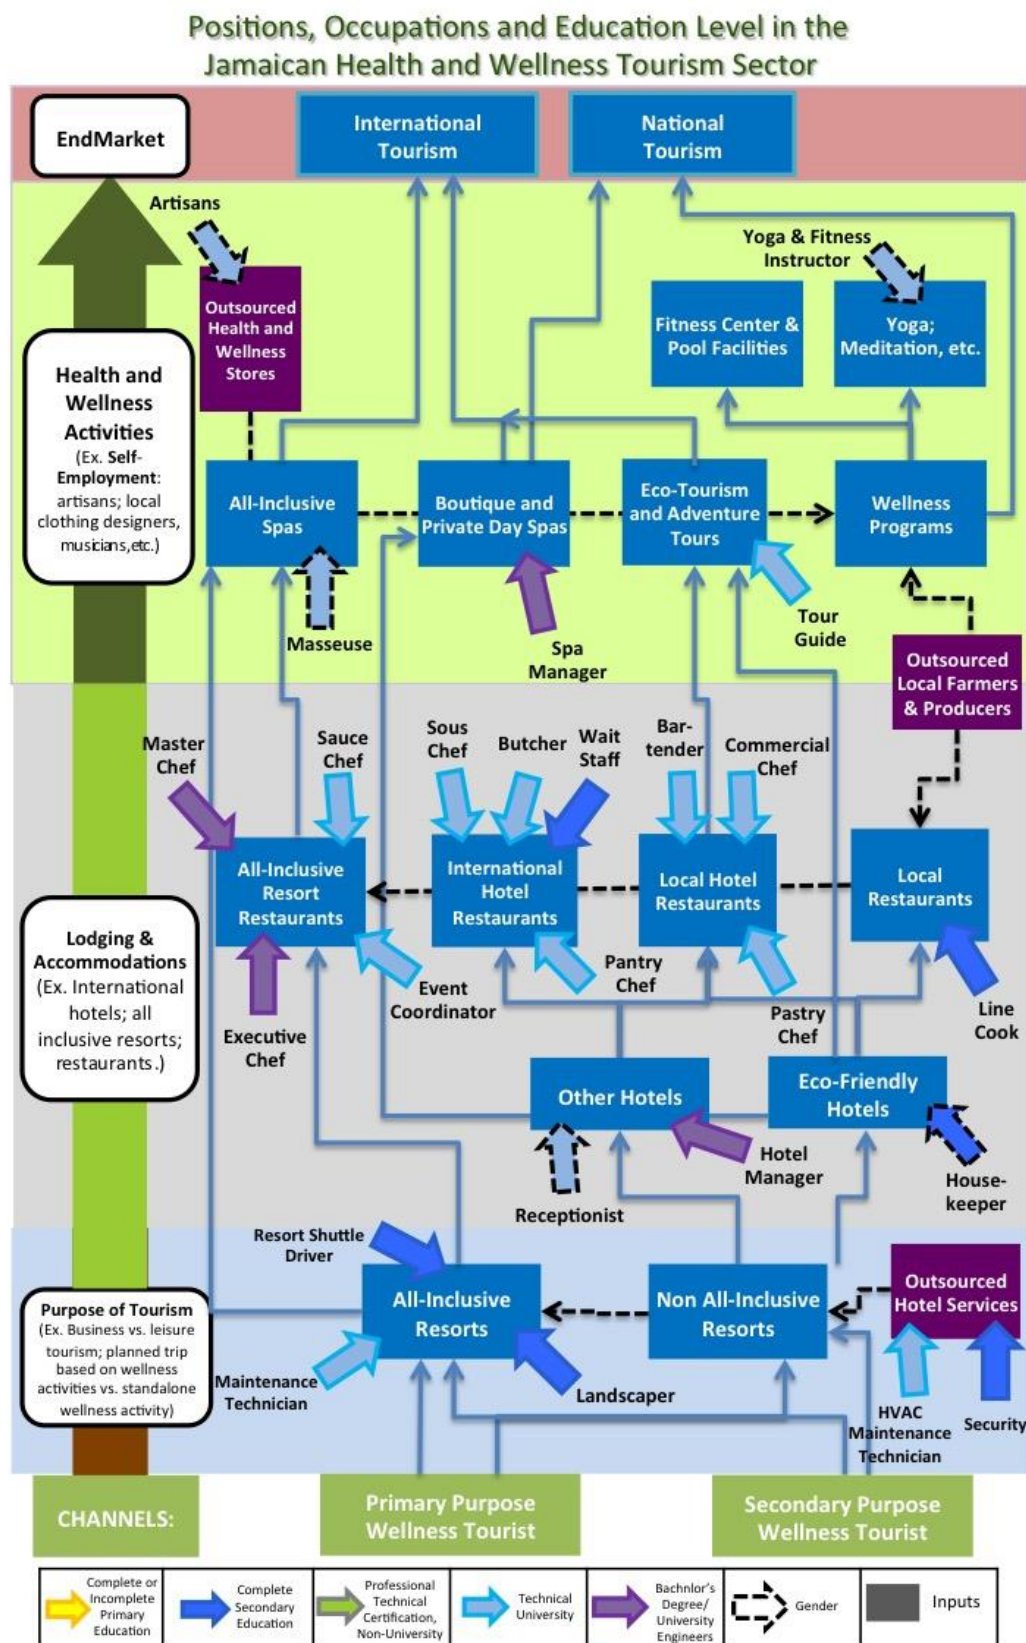 Positions, Occupations and Education Level in the
Jamaican Health and Wellness Tourism Sector
EndMarket
International
Tourism
National
Tourism
Artisans
Yoga & Fitness
Instructor
Outsourced
Health and
Wellness
Stores
Fitness Center &
Pool Facilities
Yoga;
Meditation, etc.
Health and
Wellness
Activities
(Ex. Self-
Employment:
artisans; local
clothing designers,
musicians,etc.)
All-Inclusive
Spas
Boutique and
Private Day Spas
Eco-Tourism
and Adventure
Tours
Wellness
Programs
Masseuse
Spa
Manager
Tour
Guide
Outsourced
Local Farmers
& Producers
Master
Chef
Sauce
Chef
Sous
Chef
Butcher
Wait
Staff
Bar-
tender
Commercial
Chef
All-Inclusive
Resort
Restaurants
International
Hotel
Restaurants
Local Hotel
Restaurants
Local
Restaurants
Lodging &
Accommodations
(Ex. International
hotels; all
inclusive resorts;
restaurants.)
Executive
Chef
Event
Coordinator
Pantry
Chef
Pastry
Chef
Line
Cook
Other Hotels
Eco-Friendly
Hotels
Receptionist
Hotel
Manager
House-
keeper
Resort Shuttle
Driver
Purpose of Tourism
(Ex. Business vs. leisure
tourism; planned trip
based on wellness
activities vs. standalone
wellness activity)
All-Inclusive
Resorts
Non All-Inclusive
Resorts
Outsourced
Hotel Services
Maintenance
Technician
Landscaper
HVAC
Maintenance
Technician
Security
CHANNELS:
Primary Purpose
Wellness Tourist
Secondary Purpose
Wellness Tourist
Complete or
Incomplete
Primary
Education
Complete
Secondary
Education
Professional
Technical
Certification,
Non-University
Technical
University
Bachnlor's
Degree/
University
Engineers
Gender
Inputs